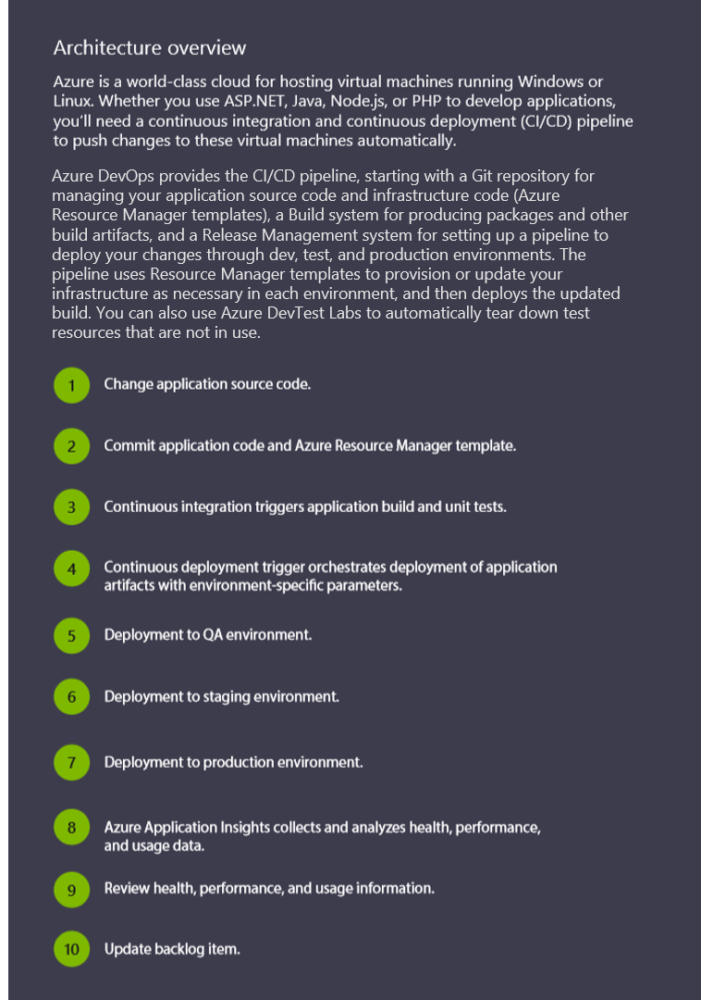 Architecture overview
Azure is a world-class cloud for hosting virtual machines running Windows or
Linux. Whether you use ASP.NET, Java, Node.js, or PHP to develop applications,
you'll need a continuous integration and continuous deployment (CI/CD) pipeline
to push changes to these virtual machines automatically.
Azure DevOps provides the CI/CD pipeline, starting with a Git repository for
managing your application source code and infrastructure code (Azure
Resource Manager templates), a Build system for producing packages and other
build artifacts, and a Release Management system for setting up a pipeline to
deploy your changes through dev, test, and production environments. The
pipeline uses Resource Manager templates to provision or update your
infrastructure as necessary in each environment, and then deploys the updated
build. You can also use Azure DevTest Labs to automatically tear down test
resources that are not in use.
1 Change application source code.
2 Commit application code and Azure Resource Manager template.
3 Continuous integration triggers application build and unit tests.
4 Continuous deployment trigger orchestrates deployment of application
artifacts with environment-specific parameters.
5 Deployment to QA environment.
6 Deployment to staging environment.
7 Deployment to production environment.
8 Azure Application Insights collects and analyzes health, performance,
and usage data.
9 Review health, performance, and usage information.
10 Update backlog item.